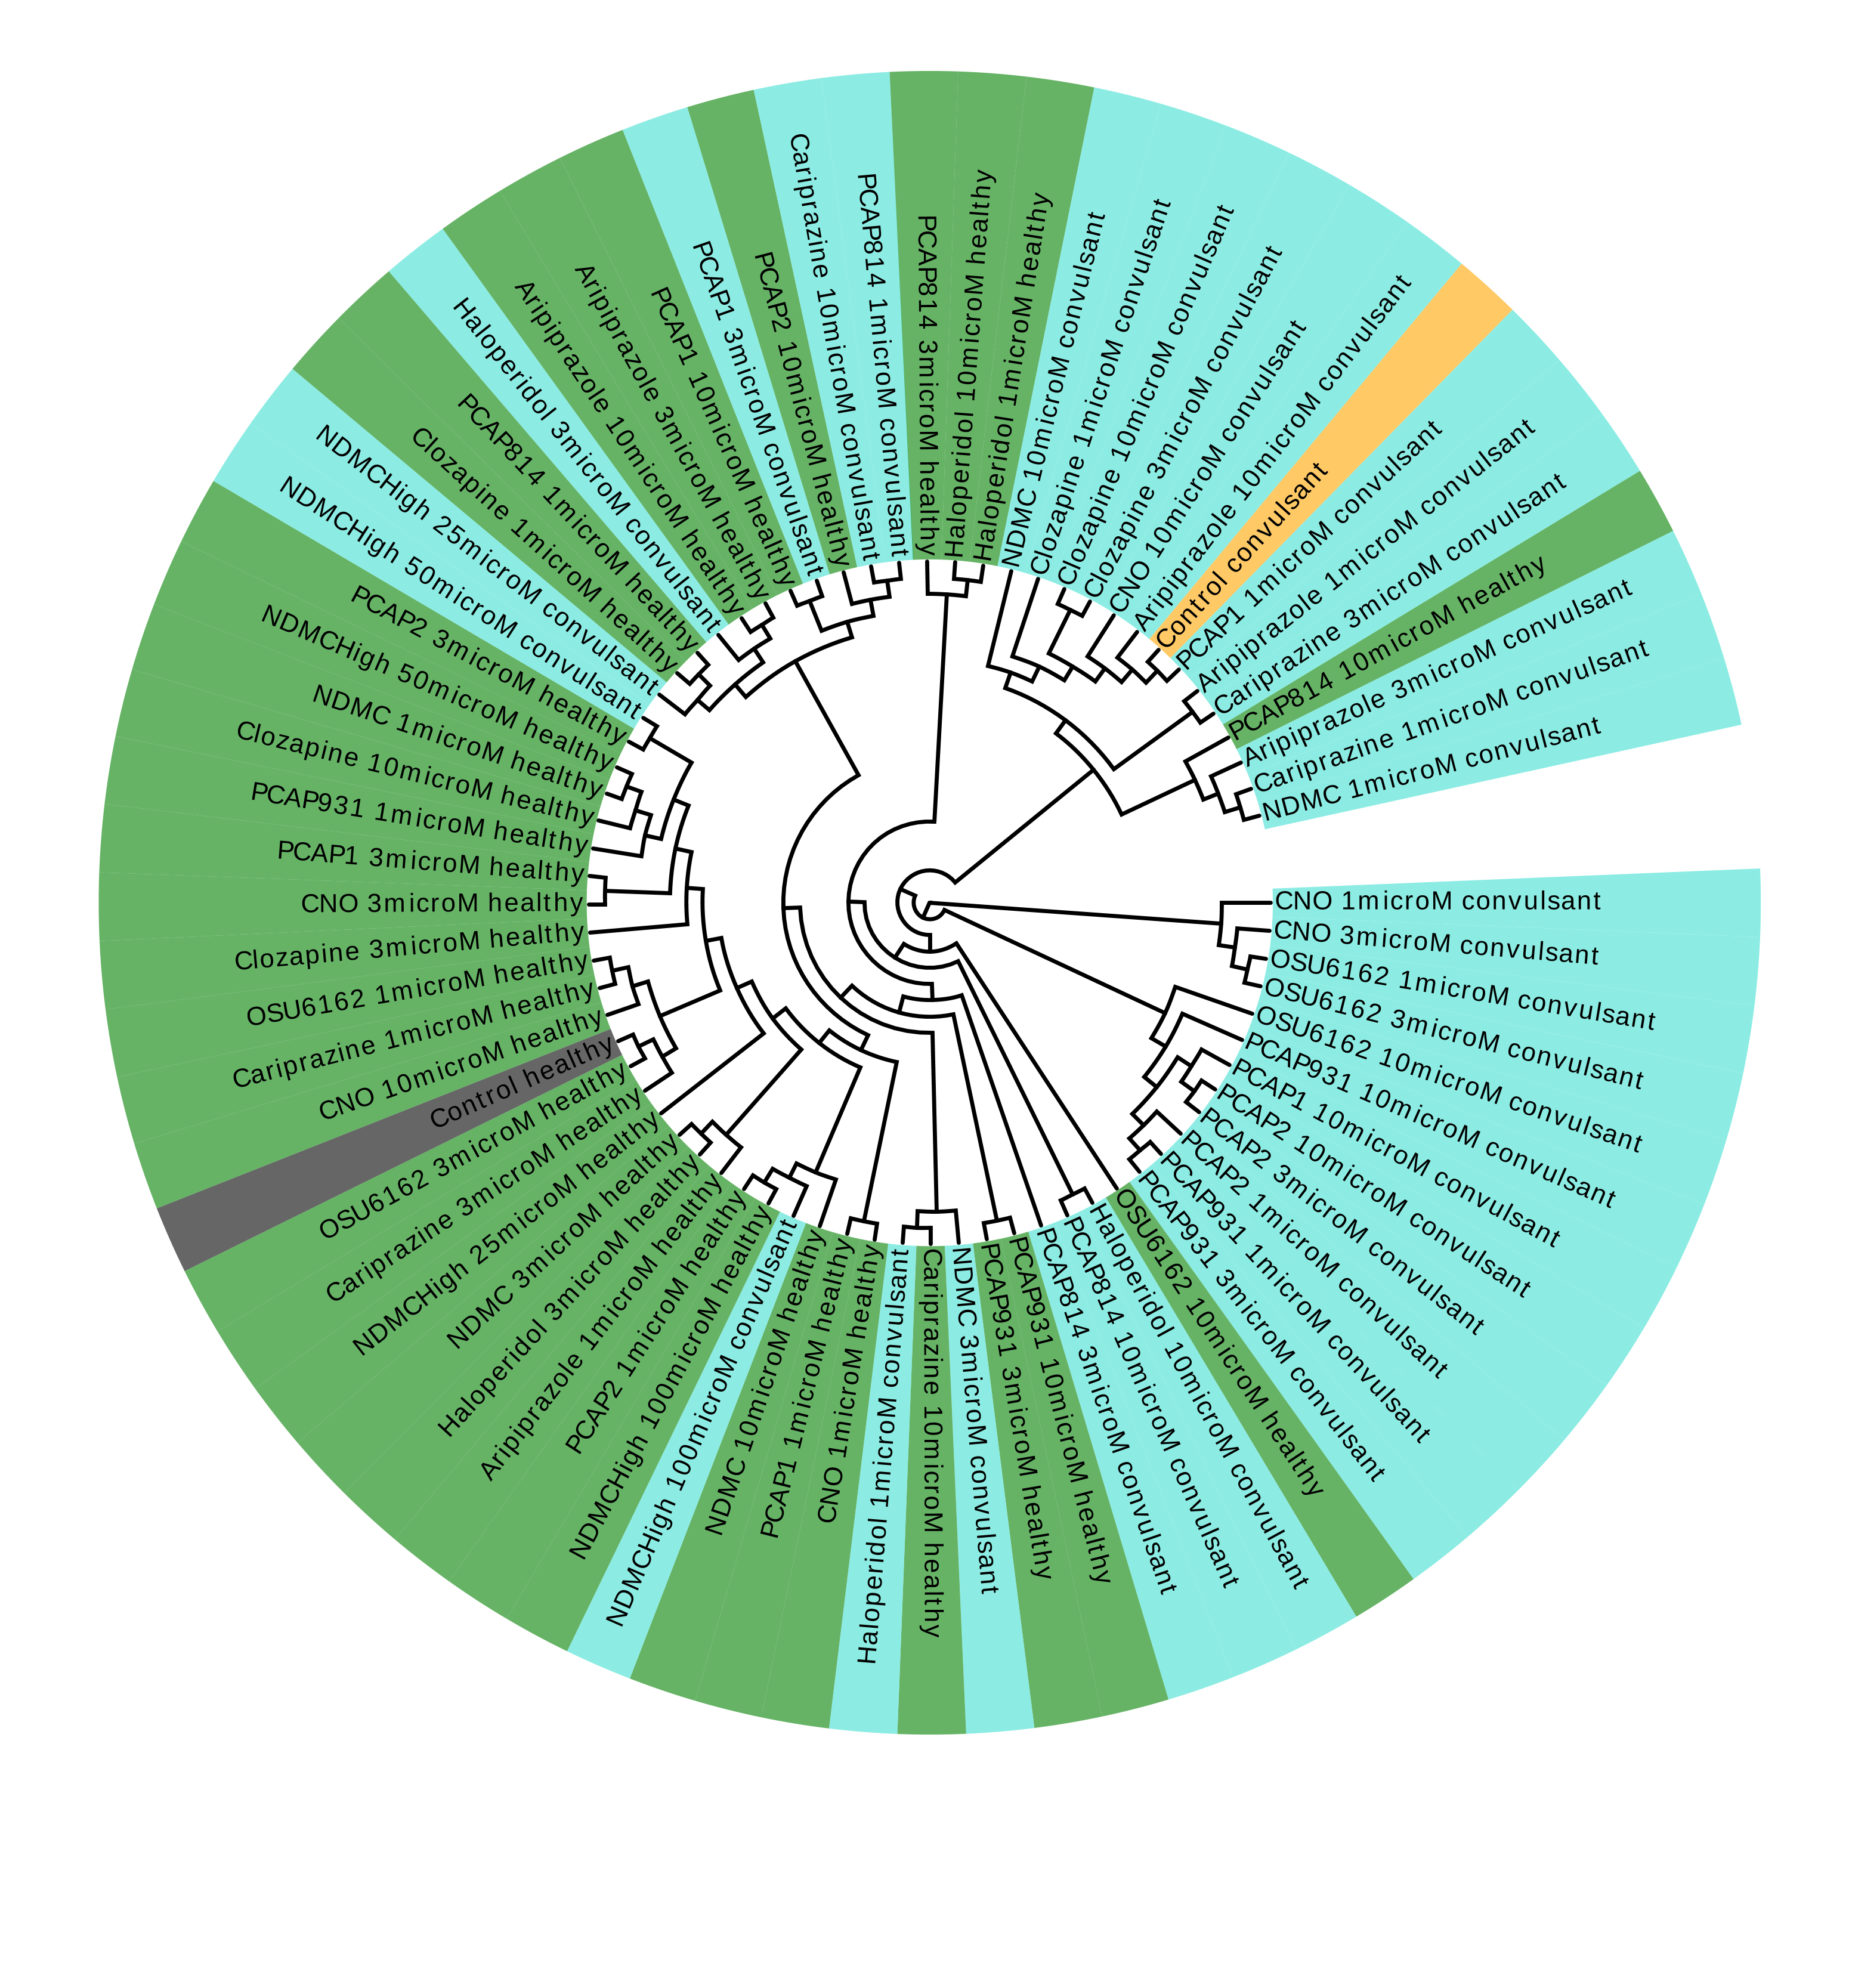 CNO 1microM convulsant
CNO 3microM convulsant
OSU6162 1microM convulsant
OSU6162 3microM convulsant
OSU6162 10microM convulsant
PCAP931 10microM convulsant
PCAP1 10microM convulsant
PCAP2 10microM convulsant
PCAP2 3microM convulsant
PCAP2 1microM convulsant
PCAP931 1microM convulsant
PCAP931 3microM convulsant
OSU6162 10microM healthy
Haloperidol 10microM convulsant
PCAP814 10microM convulsant
PCAP814 3microM convulsant
PCAP931 10microM healthy
PCAP931 3microM healthy
NDMC 3microM convulsant
Cariprazine 10microM healthy
Haloperidol 1microM convulsant
CNO 1microM healthy
PCAP1 1microM healthy
NDMC 10microM healthy
NDMCHigh 100microM convulsant
NDMCHigh 100microM healthy
PCAP2 1microM healthy
Aripiprazole 1microM healthy
Haloperidol 3microM healthy
NDMC 3microM healthy
NDMCHigh 25microM healthy
Cariprazine 3microM healthy
OSU6162 3microM healthy
Control healthy
CNO 10microM healthy
Cariprazine 1microM healthy
OSU6162 1microM healthy
Clozapine 3microM healthy
CNO 3microM healthy
PCAP1 3microM healthy
PCAP931 1microM healthy
Clozapine 10microM healthy
NDMC 1microM healthy
NDMCHigh 50microM healthy
PCAP2 3microM healthy
NDMCHigh 50microM convulsant
NDMCHigh 25microM convulsant
Clozapine 1microM healthy
PCAP814 1microM healthy
Haloperidol 3microM convulsant
Aripiprazole 10microM healthy
Aripiprazole 3microM healthy
PCAP1 10microM healthy
PCAP1 3microM convulsant
PCAP2 10microM healthy
Cariprazine 10microM convulsant
PCAP814 1microM convulsant
PCAP814 3microM healthy
Haloperidol 10microM healthy
Haloperidol 1microM healthy
NDMC 10microM convulsant
Clozapine 1microM convulsant
Clozapine 10microM convulsant
Clozapine 3microM convulsant
CNO 10microM convulsant
Aripiprazole 10microM convulsant
Control convulsant
PCAP1 1microM convulsant
Aripiprazole 1microM convulsant
Cariprazine 3microM convulsant
PCAP814 10microM healthy
Aripiprazole 3microM convulsant
Cariprazine 1microM convulsant
NDMC 1microM convulsant